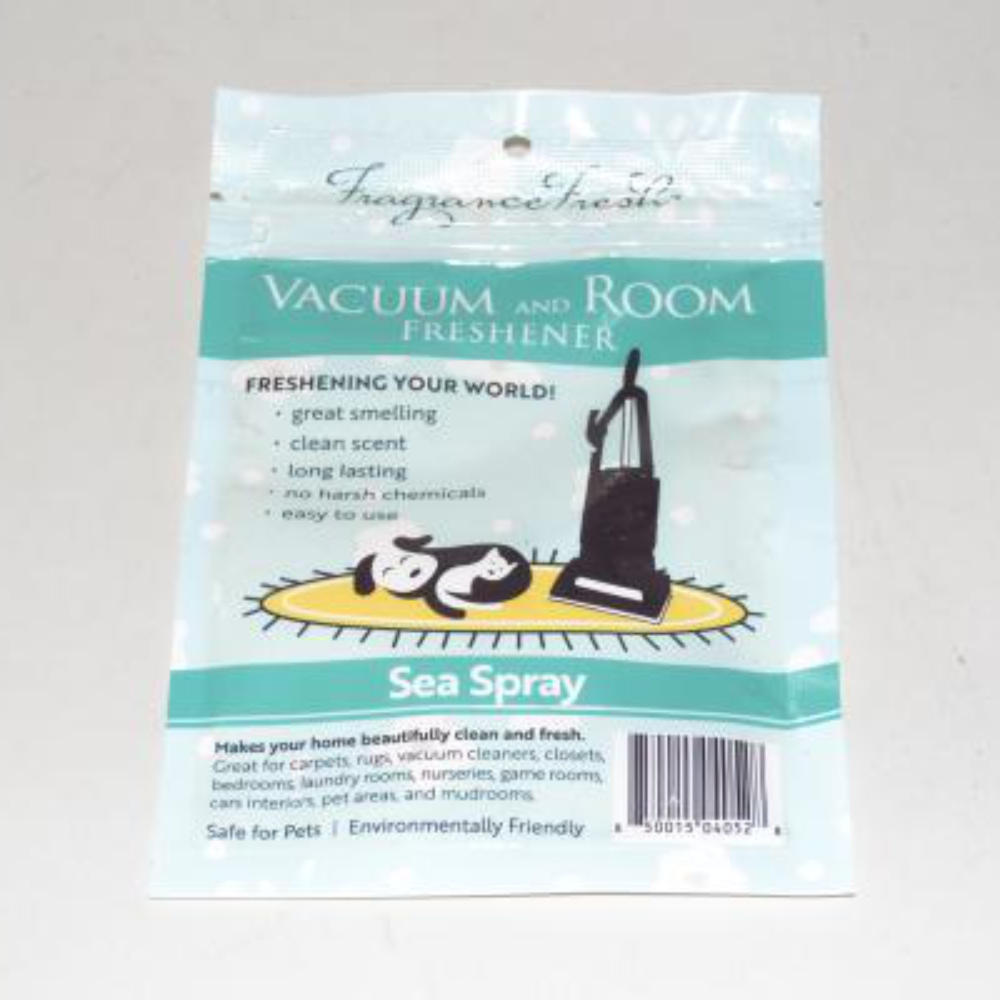 Fragrance Fresh
VACUUM AND ROOM
FRESHENER
FRESHENING YOUR WORLD!
· great smelling
· clean scent
· long lasting
· no harsh chemicals
· easy to use
Sea Spray
Makes your home beautifully clean and fresh.
Great for carpets, rugs, vacuum cleaners, closets,
bedrooms, laundry rooms, nurseries, game rooms,
cars interiors, pet areas, and mudrooms.
Safe for Pets | Environmentally Friendly
8 50015 04052 8